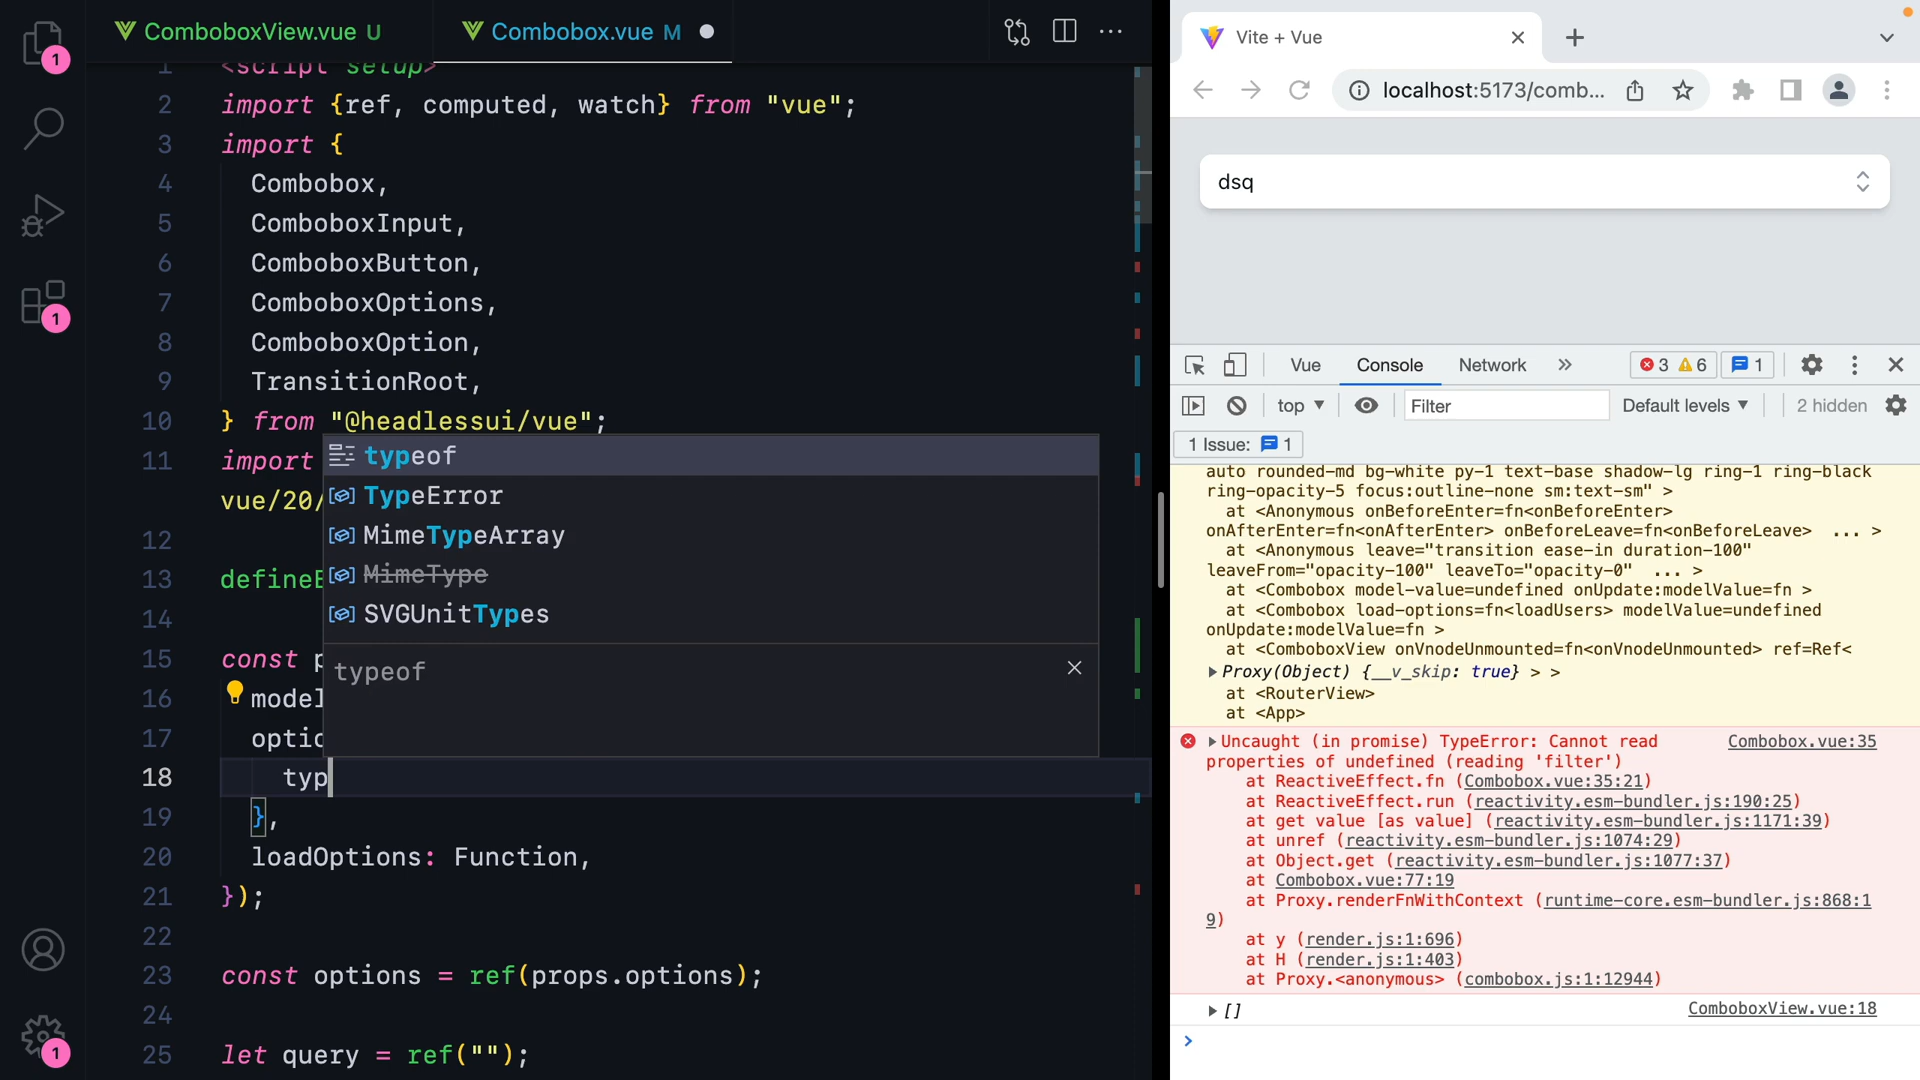 ComboboxView.vue U
Combobox.vue M
1 <script setup>
2 import {ref, computed, watch} from "vue";
3 import {
4 Combobox,
5 ComboboxInput,
6 ComboboxButton,
7 ComboboxOptions,
8 ComboboxOption,
9 TransitionRoot,
10 } from "@headlessui/vue";
11 import
vue/20/
12
13 defineE
14
15 const p
16 model
17 optio
18 typ
19 },
20 loadOptions: Function,
21 });
22
23 const options = ref(props.options);
24
25 let query = ref("");
typeof
TypeError
MimeTypeArray
MimeType
SVGUnitTypes
typeof
1
1
1
Vite + Vue
localhost:5173/comb...
dsq
Vue Console Network
3 6 1
top Filter Default levels 2 hidden
1 Issue: 1
auto rounded-md bg-white py-1 text-base shadow-lg ring-1 ring-black
ring-opacity-5 focus:outline-none sm:text-sm" >
at <Anonymous onBeforeEnter=fn<onBeforeEnter>
onAfterEnter=fn<onAfterEnter> onBeforeLeave=fn<onBeforeLeave> ... >
at <Anonymous leave="transition ease-in duration-100"
leaveFrom="opacity-100" leaveTo="opacity-0" ... >
at <Combobox model-value=undefined onUpdate:modelValue=fn >
at <Combobox load-options=fn<loadUsers> modelValue=undefined
onUpdate:modelValue=fn >
at <ComboboxView onVnodeUnmounted=fn<onVnodeUnmounted> ref=Ref<
Proxy(Object) {__v_skip: true} > >
at <RouterView>
at <App>
Uncaught (in promise) TypeError: Cannot read Combobox.vue:35
properties of undefined (reading 'filter')
at ReactiveEffect.fn (Combobox.vue:35:21)
at ReactiveEffect.run (reactivity.esm-bundler.js:190:25)
at get value [as value] (reactivity.esm-bundler.js:1171:39)
at unref (reactivity.esm-bundler.js:1074:29)
at Object.get (reactivity.esm-bundler.js:1077:37)
at Combobox.vue:77:19
at Proxy.renderFnWithContext (runtime-core.esm-bundler.js:868:1
9)
at y (render.js:1:696)
at H (render.js:1:403)
at Proxy.<anonymous> (combobox.js:1:12944)
[] ComboboxView.vue:18